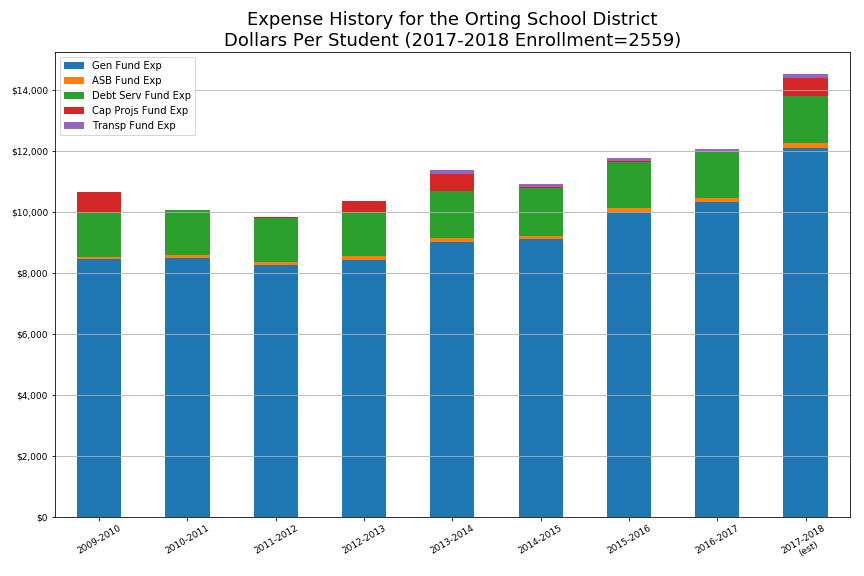 Expense History for the Orting School District
Dollars Per Student (2017-2018 Enrollment=2559)
Gen Fund Exp
ASB Fund Exp
Debt Serv Fund Exp
Cap Projs Fund Exp
Transp Fund Exp
$14,000
$12,000
$10,000
$8,000
$6,000
$4,000
$2,000
$0
2009-2010
2010-2011
2011-2012
2012-2013
2013-2014
2014-2015
2015-2016
2016-2017
2017-2018
(est)